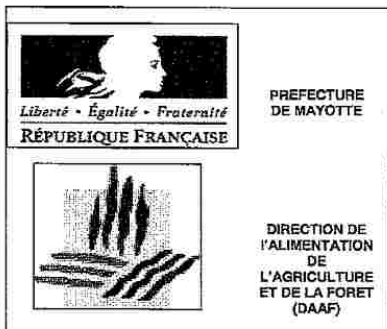 Liberté • Égalité • Fraternité
RÉPUBLIQUE FRANÇAISE
PREFECTURE
DE MAYOTTE
DIRECTION DE
l'ALIMENTATION
DE
L'AGRICULTURE
ET DE LA FORET
(DAAF)